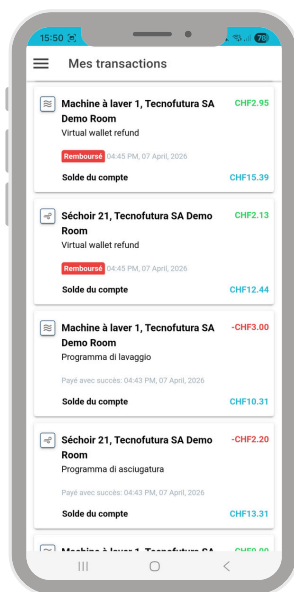 15:50
78
Mes transactions
Machine à laver 1, Tecnofutura SA CHF2.95
Demo Room
Virtual wallet refund
Remboursé 04:45 PM, 07 April, 2026
Solde du compte CHF15.39
Séchoir 21, Tecnofutura SA Demo CHF2.13
Room
Virtual wallet refund
Remboursé 04:45 PM, 07 April, 2026
Solde du compte CHF12.44
Machine à laver 1, Tecnofutura SA -CHF3.00
Demo Room
Programma di lavaggio
Payé avec succès: 04:43 PM, 07 April, 2026
Solde du compte CHF10.31
Séchoir 21, Tecnofutura SA Demo -CHF2.20
Room
Programma di asciugatura
Payé avec succès: 04:43 PM, 07 April, 2026
Solde du compte CHF13.31
Machine à laver 1, Tecnofutura SA